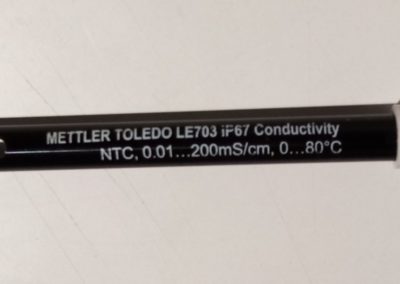 METTLER TOLEDO LE703 iP67 Conductivity
NTC, 0.01...200mS/cm, 0...80°C